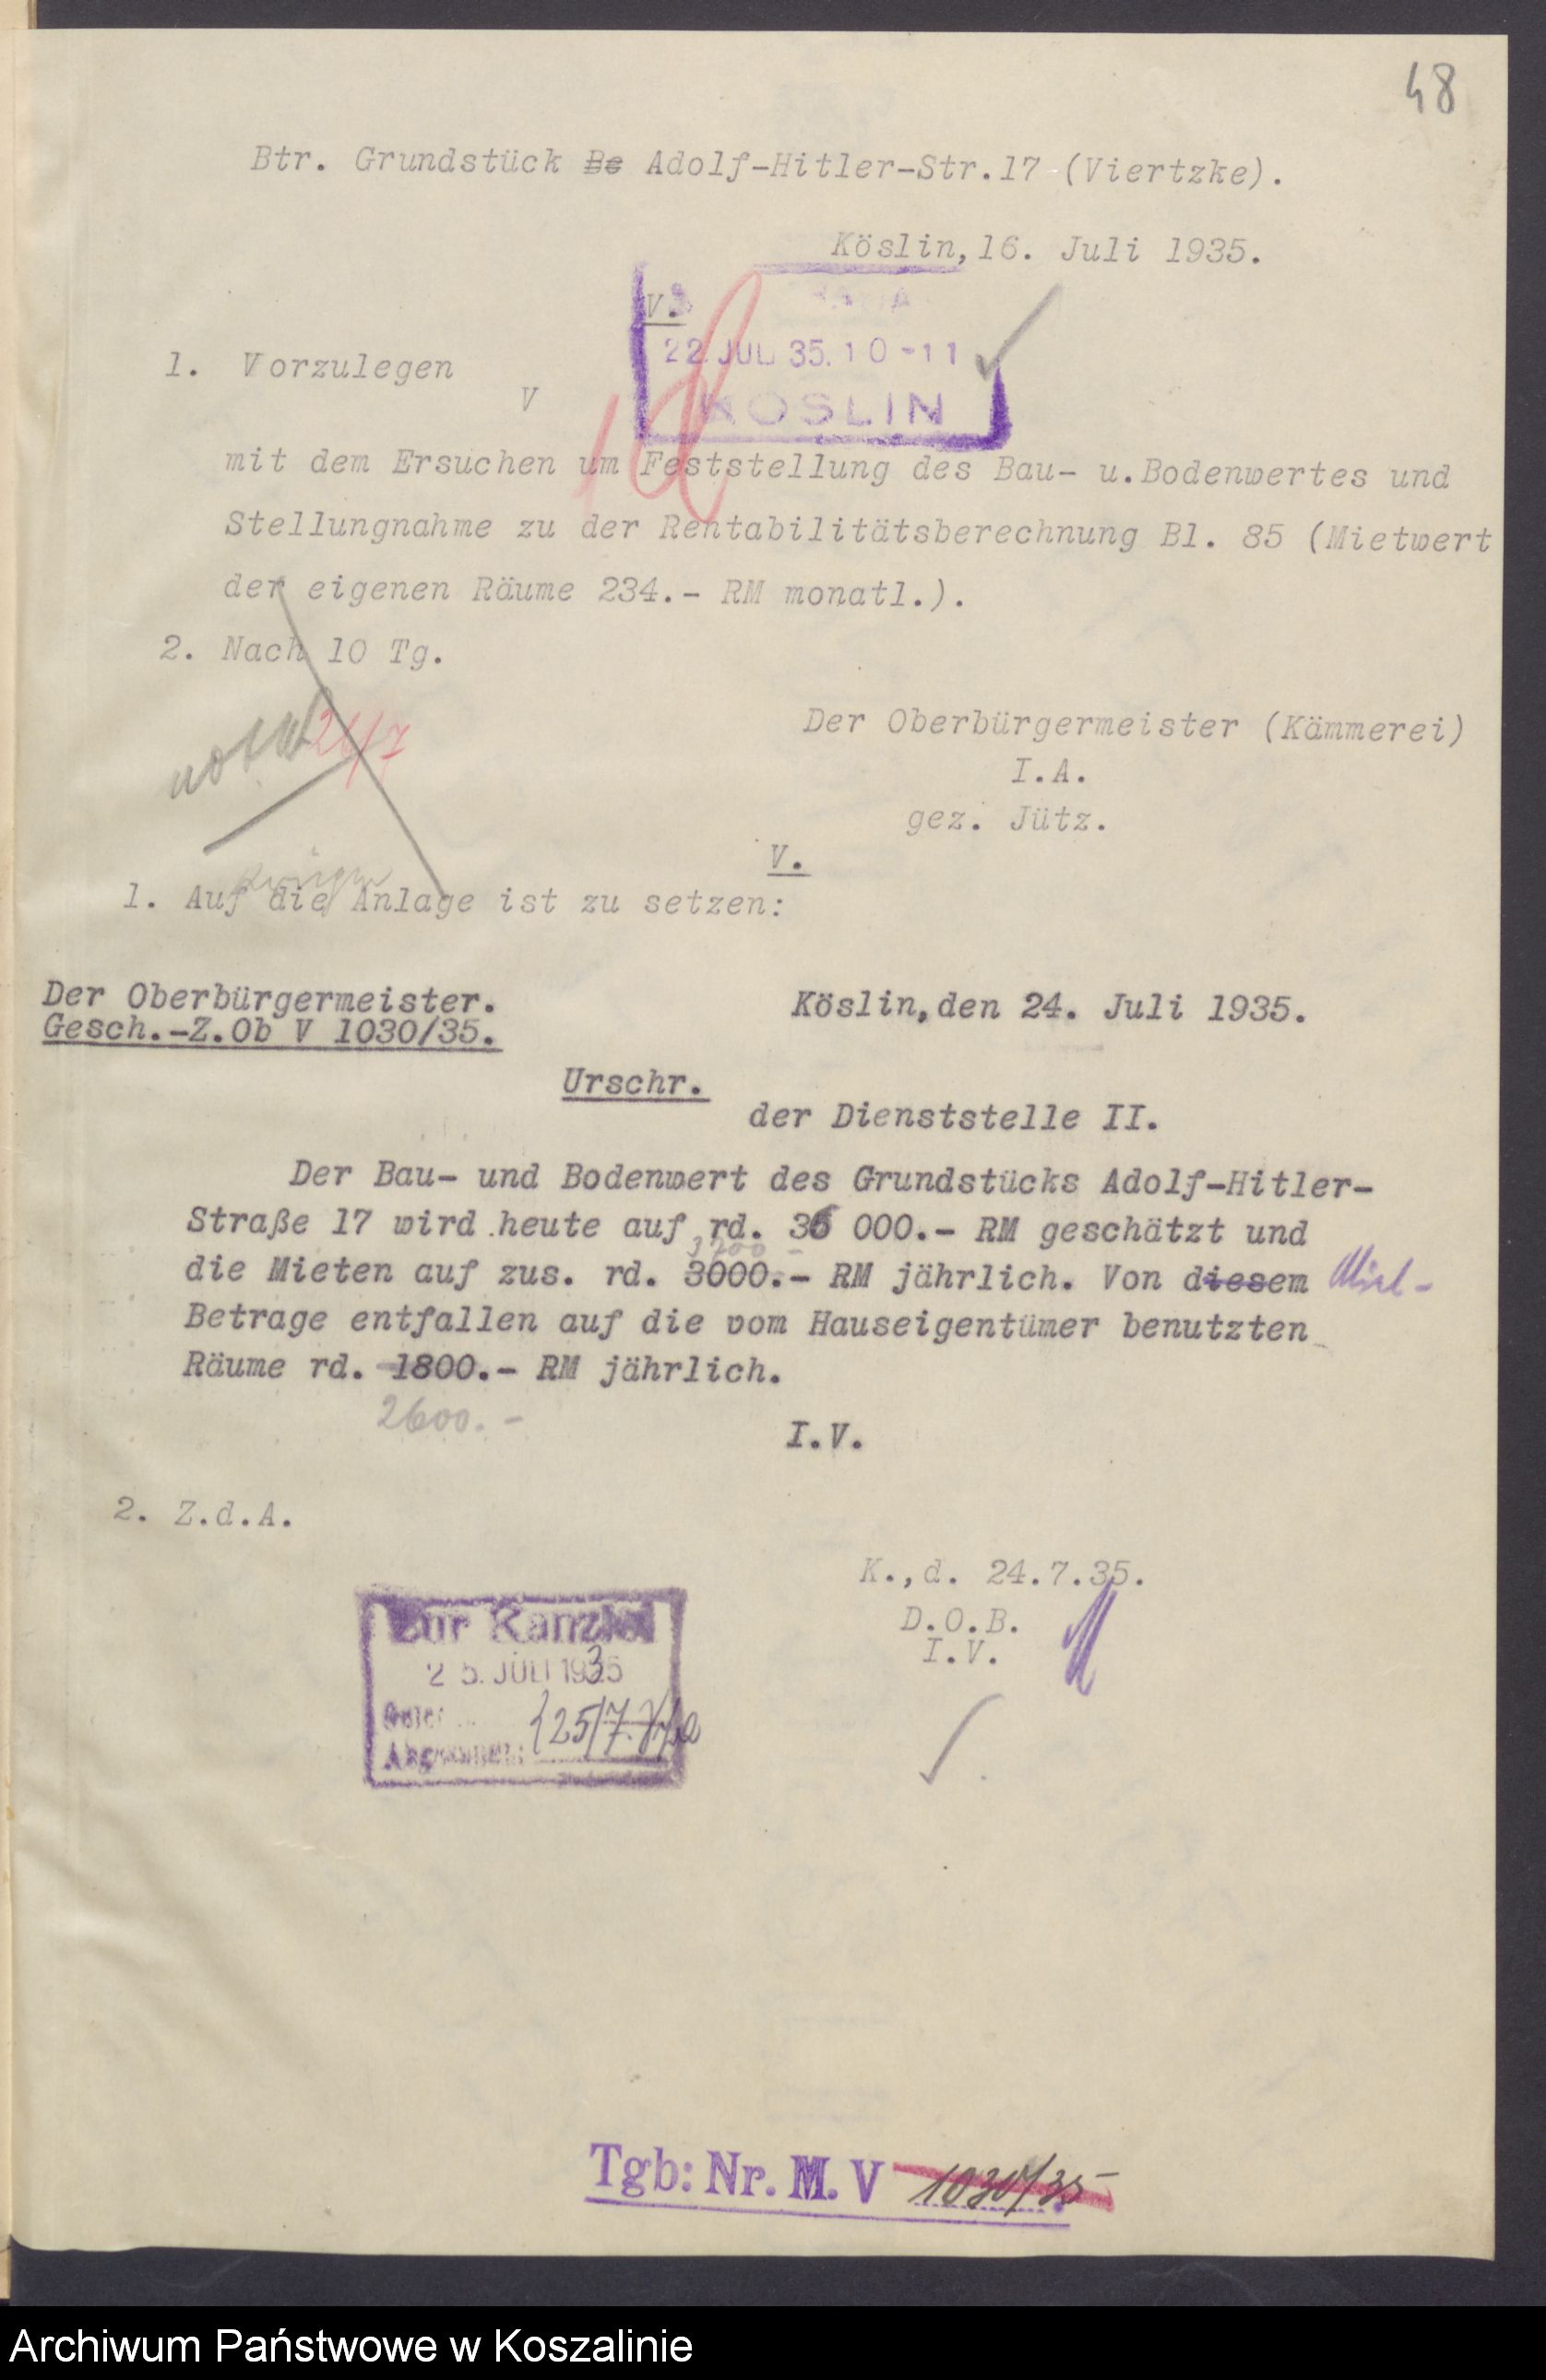 48
Btr. Grundstück Be Adolf-Hitler-Str.17 (Viertzke).
Köslin, 16. Juli 1935.
V.
22. JUL 35. 10-11
KÖSLIN
1. Vorzulegen
V
mit dem Ersuchen um Feststellung des Bau- u.Bodenwertes und
Stellungnahme zu der Rentabilitätsberechnung Bl. 85 (Mietwert
der eigenen Räume 234.- RM monatl.).
2. Nach 10 Tg.
26/7
Der Oberbürgermeister (Kämmerei)
I.A.
gez. Jütz.
V.
1. Auf die Anlage ist zu setzen:
Der Oberbürgermeister.
Gesch.-Z.Ob V 1030/35.
Köslin, den 24. Juli 1935.
Urschr.
der Dienststelle II.
Der Bau- und Bodenwert des Grundstücks Adolf-Hitler-
Straße 17 wird heute auf rd. 36 000.- RM geschätzt und
die Mieten auf zus. rd. 3000.- RM jährlich. Von diesem Miet-
Betrage entfallen auf die vom Hauseigentümer benutzten
Räume rd. 1800.- RM jährlich.
2600.-
I.V.
2. Z.d.A.
K.,d. 24.7.35.
D.O.B.
I.V.
Zur Kanzlei
25. JULI 1935
25/7.
Tgb: Nr. M. V 1030/35
Archiwum Państwowe w Koszalinie